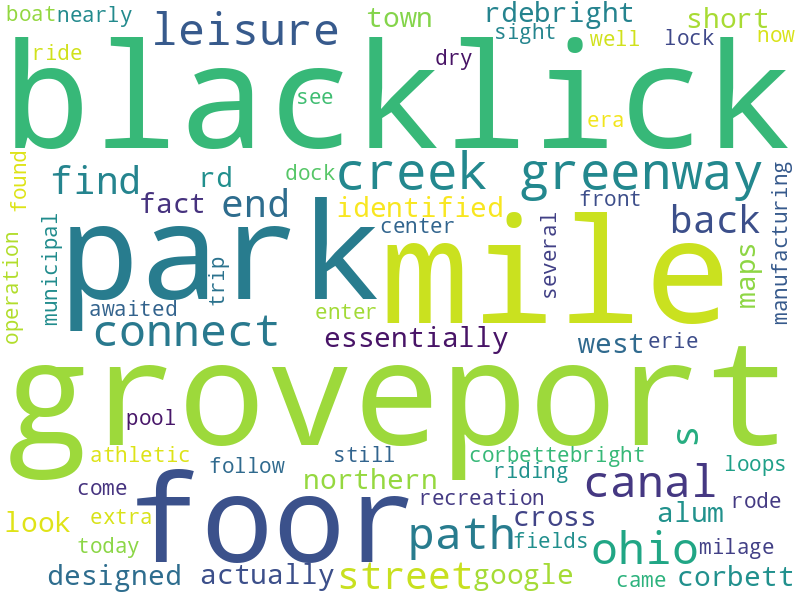 boat nearly leisure town rdebright short
ride sight well lock now
blacklick
dry
see
era
found find rd dock creek greenway
fact end identified front back
park mile
municipal trip center several maps manufacturing
operation awaited enter
connect essentially west erie
groveport
pool s
athletic follow still corbettebright loops
come foor northern riding canal
recreation rode
look extra path cross alum
today fields ohio milage
designed actually street google came corbett